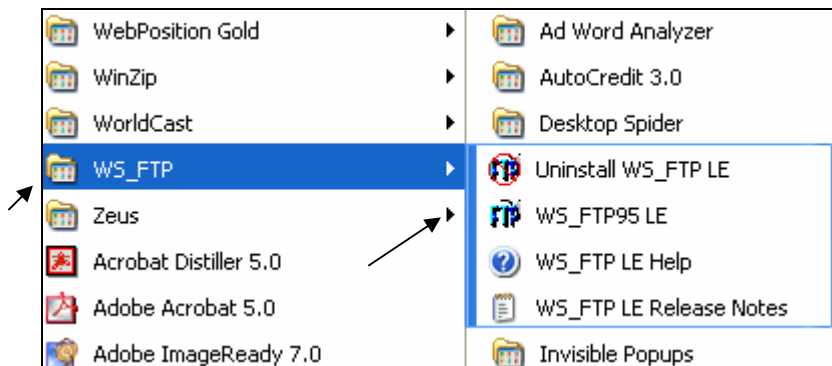 WebPosition Gold
WinZip
WorldCast
WS_FTP
Zeus
Acrobat Distiller 5.0
Adobe Acrobat 5.0
Adobe ImageReady 7.0
Ad Word Analyzer
AutoCredit 3.0
Desktop Spider
Uninstall WS_FTP LE
WS_FTP95 LE
WS_FTP LE Help
WS_FTP LE Release Notes
Invisible Popups